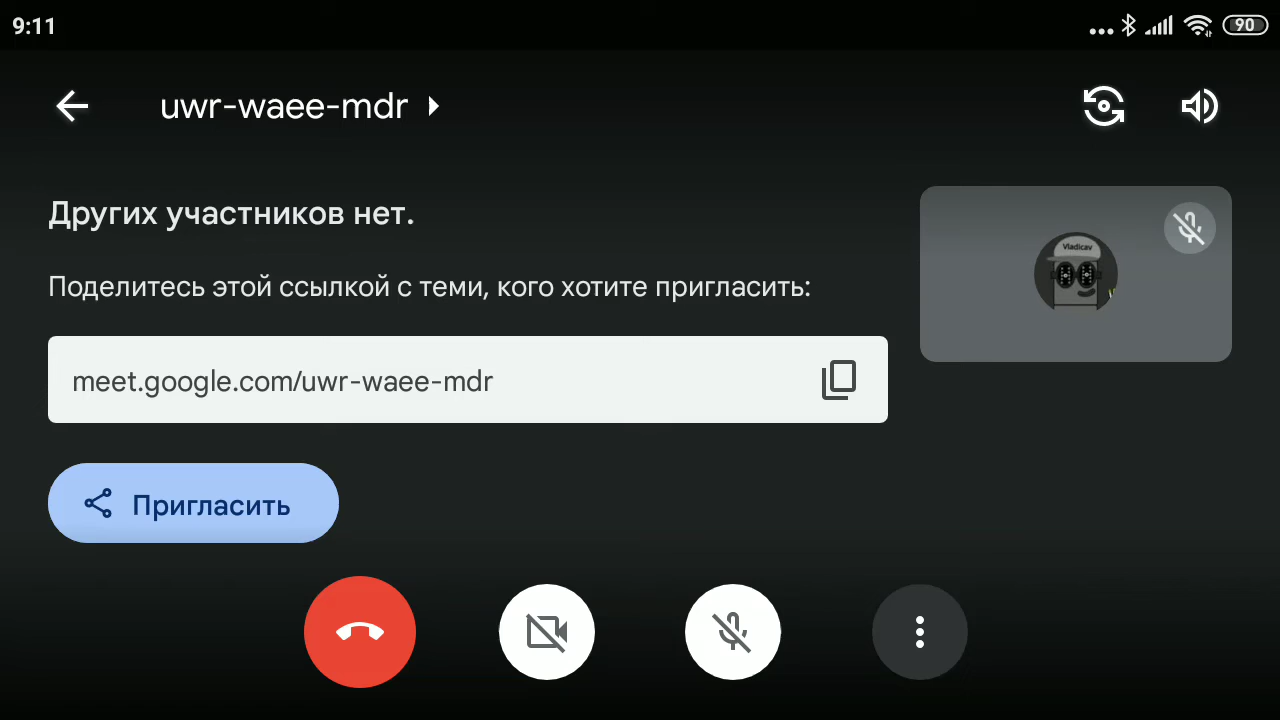 9:11
90
uwr-waee-mdr
Других участников нет.
Vladicav
Поделитесь этой ссылкой с теми, кого хотите пригласить:
meet.google.com/uwr-waee-mdr
Пригласить